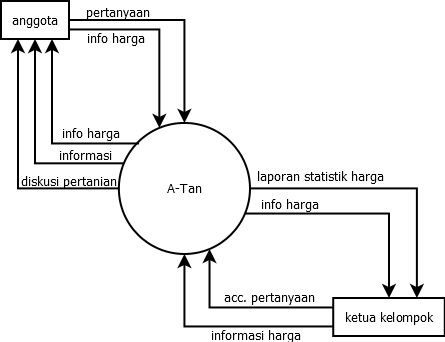 pertanyaan
anggota
info harga
info harga
informasi
diskusi pertanian
A-Tan
laporan statistik harga
info harga
acc. pertanyaan
ketua kelompok
informasi harga